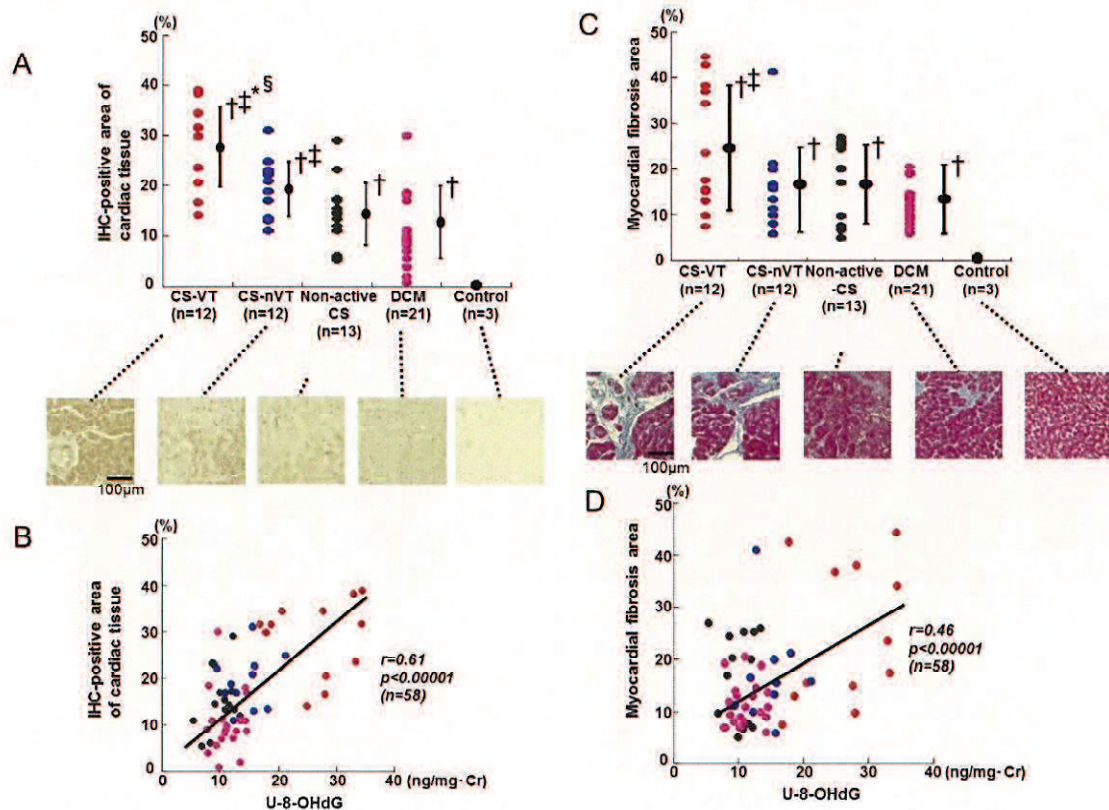 A
(%)
50
40
30
20
10
0
IHC-positive area of
cardiac tissue
†‡*§
†‡
†
†
CS-VT
(n=12)
CS-nVT
(n=12)
Non-active
CS
(n=13)
DCM
(n=21)
Control
(n=3)
100μm
B
(%)
50
40
30
20
10
0
IHC-positive area
of cardiac tissue
r=0.61
p<0.00001
(n=58)
0
10
20
30
40
(ng/mg·Cr)
U-8-OHdG
C
(%)
50
40
30
20
10
0
Myocardial fibrosis area
†‡
†
†
†
CS-VT
(n=12)
CS-nVT
(n=12)
Non-active
-CS
(n=13)
DCM
(n=21)
Control
(n=3)
100μm
D
(%)
50
40
30
20
10
0
Myocardial fibrosis area
r=0.46
p<0.00001
(n=58)
0
10
20
30
40
(ng/mg·Cr)
U-8-OHdG